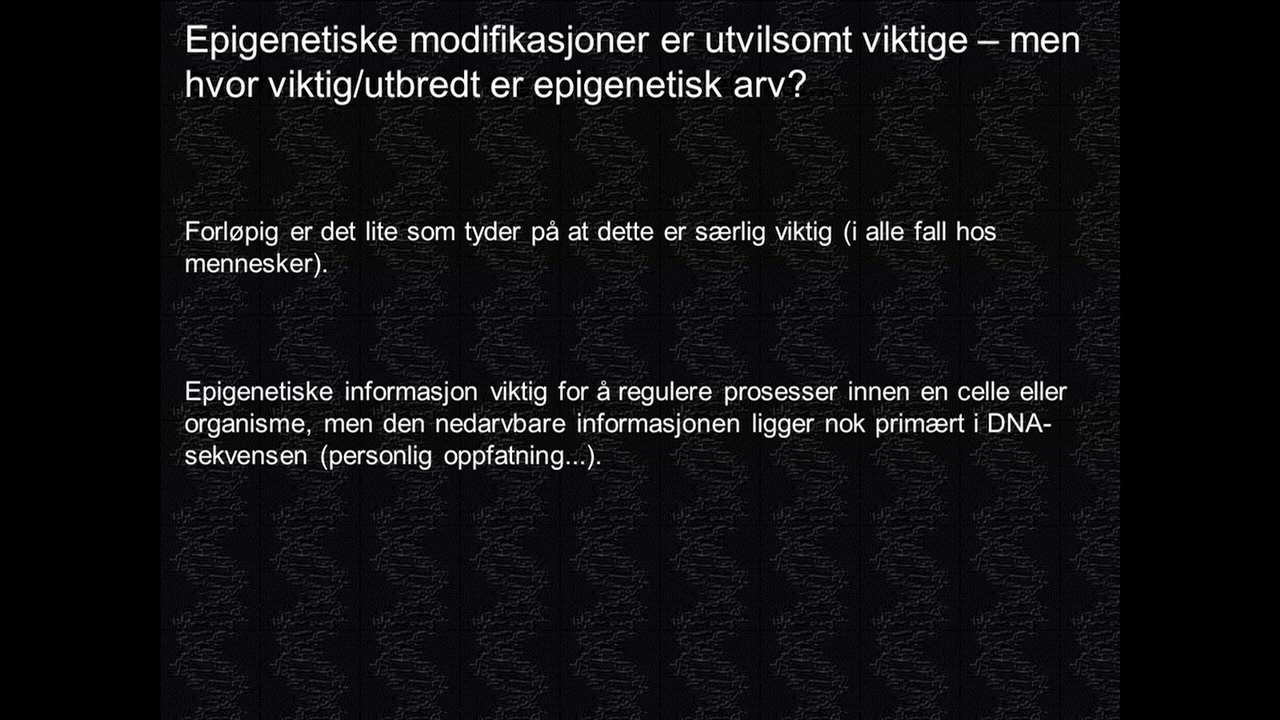 Epigenetiske modifikasjoner er utvilsomt viktige – men
hvor viktig/utbredt er epigenetisk arv?
Forløpig er det lite som tyder på at dette er særlig viktig (i alle fall hos
mennesker).
Epigenetiske informasjon viktig for å regulere prosesser innen en celle eller
organisme, men den nedarvbare informasjonen ligger nok primært i DNA-
sekvensen (personlig oppfatning...).